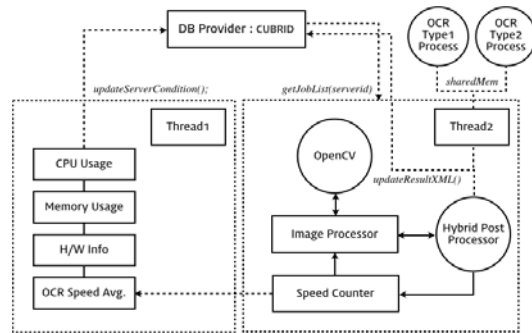 DB Provider : CUBRID
OCR
Type1
Process
OCR
Type2
Process
updateServerCondition();
getJobList(serverid)
sharedMem
Thread1
Thread2
CPU Usage
OpenCV
updateResultXML()
Memory Usage
Image Processor
Hybrid Post
Processor
H/W Info
OCR Speed Avg.
Speed Counter